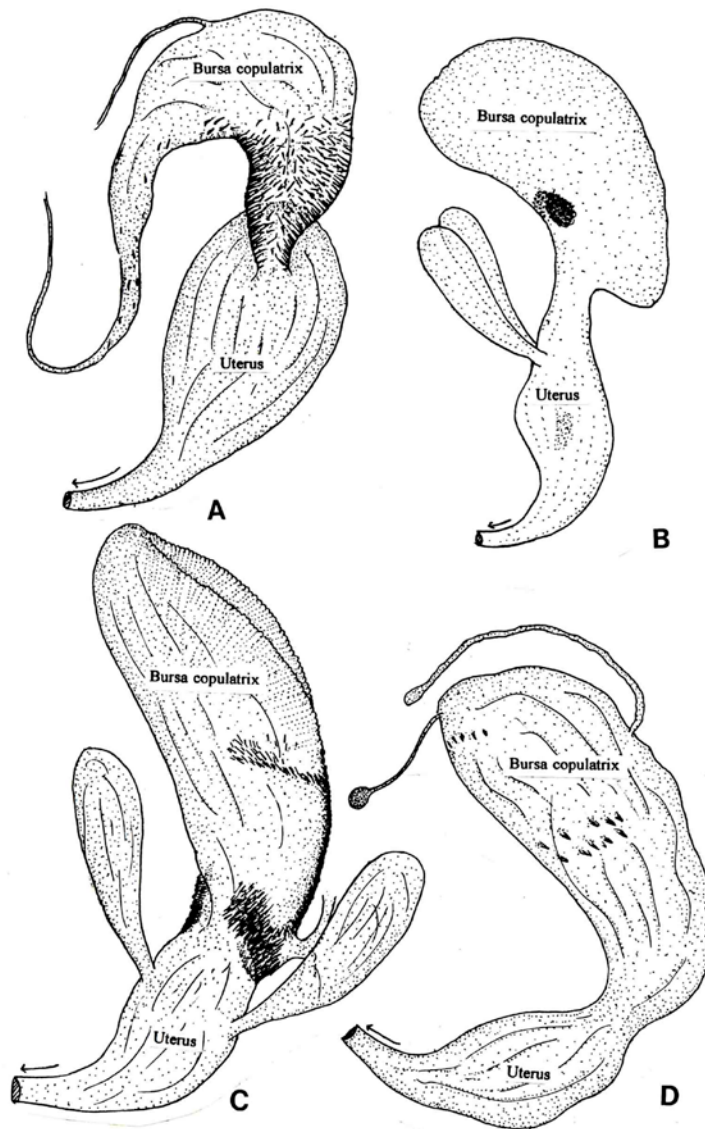 Bursa copulatrix
Uterus
A
Bursa copulatrix
Uterus
B
Bursa copulatrix
Uterus
C
Bursa copulatrix
Uterus
D